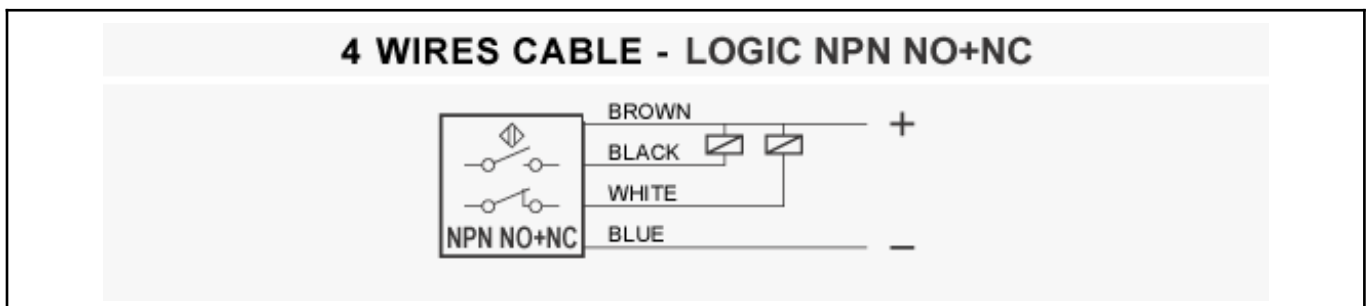 4 WIRES CABLE - LOGIC NPN NO+NC
BROWN
+
BLACK
WHITE
NPN NO+NC
BLUE
–